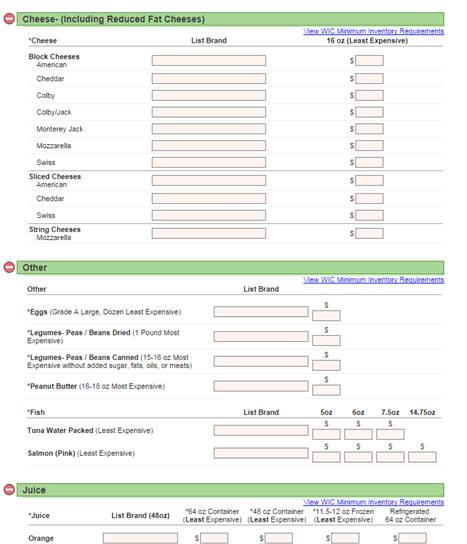 Cheese- (Including Reduced Fat Cheeses)
View WIC Minimum Inventory Requirements
*Cheese List Brand 16 oz (Least Expensive)
Block Cheeses
American $
Cheddar $
Colby $
Colby/Jack $
Monterey Jack $
Mozzarella $
Swiss $
Sliced Cheeses
American $
Cheddar $
Swiss $
String Cheeses
Mozzarella $
Other
View WIC Minimum Inventory Requirements
Other List Brand
$
*Eggs (Grade A Large, Dozen Least Expensive)
$
*Legumes- Peas / Beans Dried (1 Pound Most
Expensive)
$
*Legumes- Peas / Beans Canned (15-16 oz Most
Expensive without added sugar, fats, oils, or meats)
$
*Peanut Butter (16-18 oz Most Expensive)
*Fish List Brand 5oz 6oz 7.5oz 14.75oz
$ $ $
Tuna Water Packed (Least Expensive)
$ $ $ $
Salmon (Pink) (Least Expensive)
Juice
View WIC Minimum Inventory Requirements
*64 oz Container *48 oz Container *11.5-12 oz Frozen Refrigerated
*Juice List Brand (48oz) (Least Expensive) (Least Expensive) (Least Expensive) 64 oz Container
Orange $ $ $ $